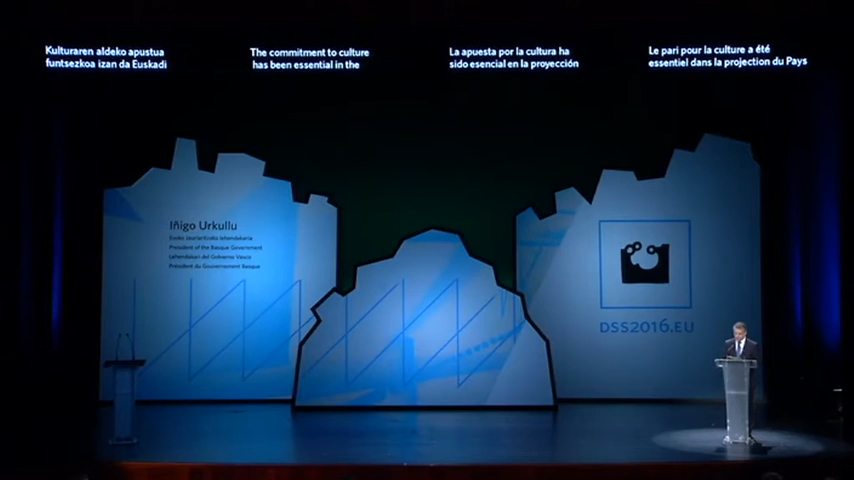 Kulturaren aldeko apustua
funtsezkoa izan da Euskadi
The commitment to culture
has been essential in the
La apuesta por la cultura ha
sido esencial en la proyección
Le pari pour la culture a été
essentiel dans la projection du Pays
Iñigo Urkullu
Eusko Jaurlaritzako lehendakaria
President of the Basque Government
Lehendakari del Gobierno Vasco
Président du Gouvernement Basque
DSS2016.EU